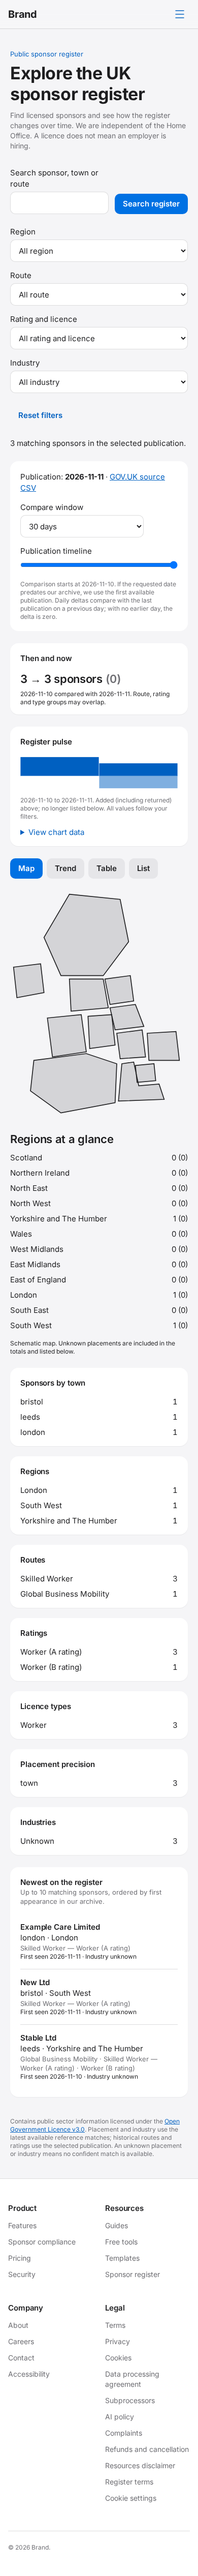 Brand
Public sponsor register
Explore the UK
sponsor register
Find licensed sponsors and see how the register
changes over time. We are independent of the Home
Office. A licence does not mean an employer is
hiring.
Search sponsor, town or
route
Search register
Region
All region
Route
All route
Rating and licence
All rating and licence
Industry
All industry
Reset filters
3 matching sponsors in the selected publication.
Publication: 2026-11-11 · GOV.UK source
CSV
Compare window
30 days
Publication timeline
Comparison starts at 2026-11-10. If the requested date
predates our archive, we use the first available
publication. Daily deltas compare with the latest
publication on a previous day; with no earlier day, the
delta is zero.
Then and now
3 → 3 sponsors (0)
2026-11-10 compared with 2026-11-11. Route, rating
and type groups may overlap.
Register pulse
2026-11-10 to 2026-11-11. Added (including returned)
above; no longer listed below. All values follow your
filters.
View chart data
Map
Trend
Table
List
Regions at a glance
Scotland 0 (0)
Northern Ireland 0 (0)
North East 0 (0)
North West 0 (0)
Yorkshire and The Humber 1 (0)
Wales 0 (0)
West Midlands 0 (0)
East Midlands 0 (0)
East of England 0 (0)
London 1 (0)
South East 0 (0)
South West 1 (0)
Schematic map. Unknown placements are included in the
totals and listed below.
Sponsors by town
bristol 1
leeds 1
london 1
Regions
London 1
South West 1
Yorkshire and The Humber 1
Routes
Skilled Worker 3
Global Business Mobility 1
Ratings
Worker (A rating) 3
Worker (B rating) 1
Licence types
Worker 3
Placement precision
town 3
Industries
Unknown 3
Newest on the register
Up to 10 matching sponsors, ordered by first
appearance in our archive.
Example Care Limited
london · London
Skilled Worker — Worker (A rating)
First seen 2026-11-11 · Industry unknown
New Ltd
bristol · South West
Skilled Worker — Worker (A rating)
First seen 2026-11-11 · Industry unknown
Stable Ltd
leeds · Yorkshire and The Humber
Global Business Mobility · Skilled Worker —
Worker (A rating) · Worker (B rating)
First seen 2026-11-10 · Industry unknown
Contains public sector information licensed under the Open
Government Licence v3.0. Placement and industry use the
latest available reference matches; historical routes and
ratings use the selected publication. An unknown placement
or industry means no confident match is available.
Product
Features
Sponsor compliance
Pricing
Security
Resources
Guides
Free tools
Templates
Sponsor register
Company
About
Careers
Contact
Accessibility
Legal
Terms
Privacy
Cookies
Data processing
agreement
Subprocessors
AI policy
Complaints
Refunds and cancellation
Resources disclaimer
Register terms
Cookie settings
© 2026 Brand.